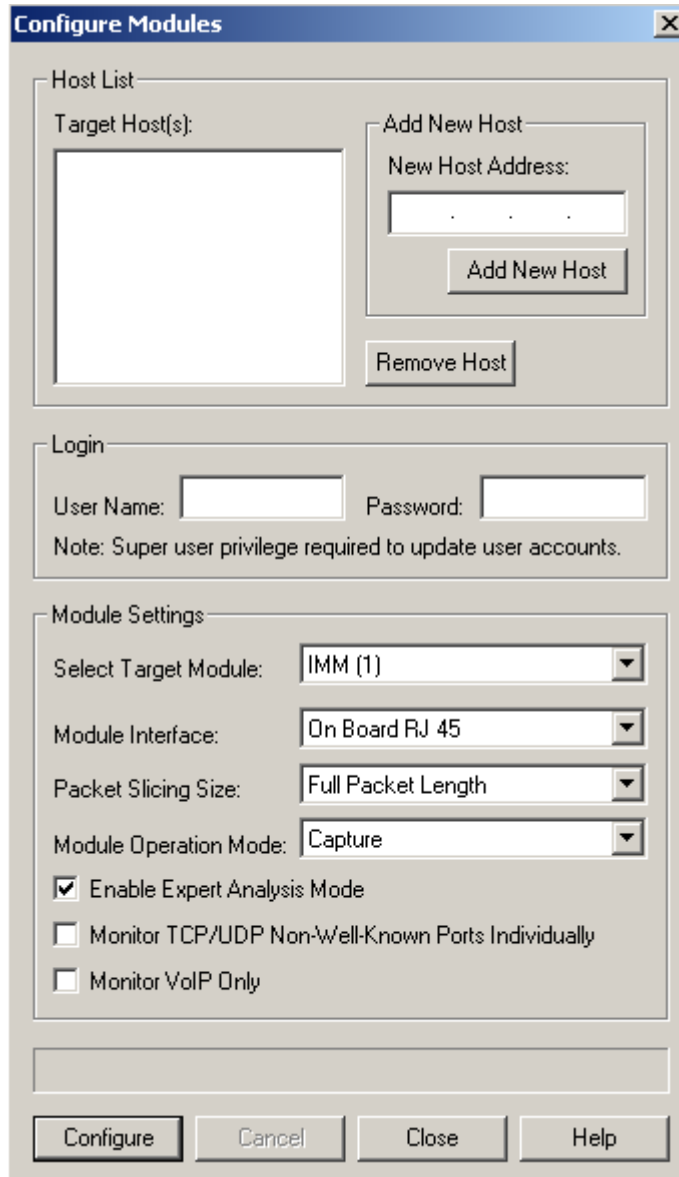 Configure Modules
Host List
Target Host(s):
Add New Host
New Host Address:
. . .
Add New Host
Remove Host
Login
User Name:
Password:
Note: Super user privilege required to update user accounts.
Module Settings
Select Target Module: IMM (1)
Module Interface: On Board RJ 45
Packet Slicing Size: Full Packet Length
Module Operation Mode: Capture
Enable Expert Analysis Mode
Monitor TCP/UDP Non-Well-Known Ports Individually
Monitor VoIP Only
Configure Cancel Close Help